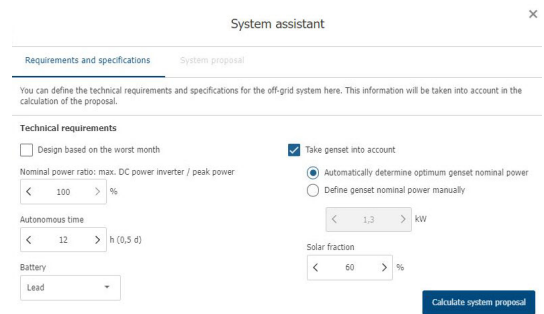 System assistant
Requirements and specifications
System proposal
You can define the technical requirements and specifications for the off-grid system here. This information will be taken into account in the
calculation of the proposal.
Technical requirements
Design based on the worst month
Nominal power ratio: max. DC power inverter / peak power
100 %
Autonomous time
12 h (0,5 d)
Battery
Lead
Take genset into account
Automatically determine optimum genset nominal power
Define genset nominal power manually
1,3 kW
Solar fraction
60 %
Calculate system proposal